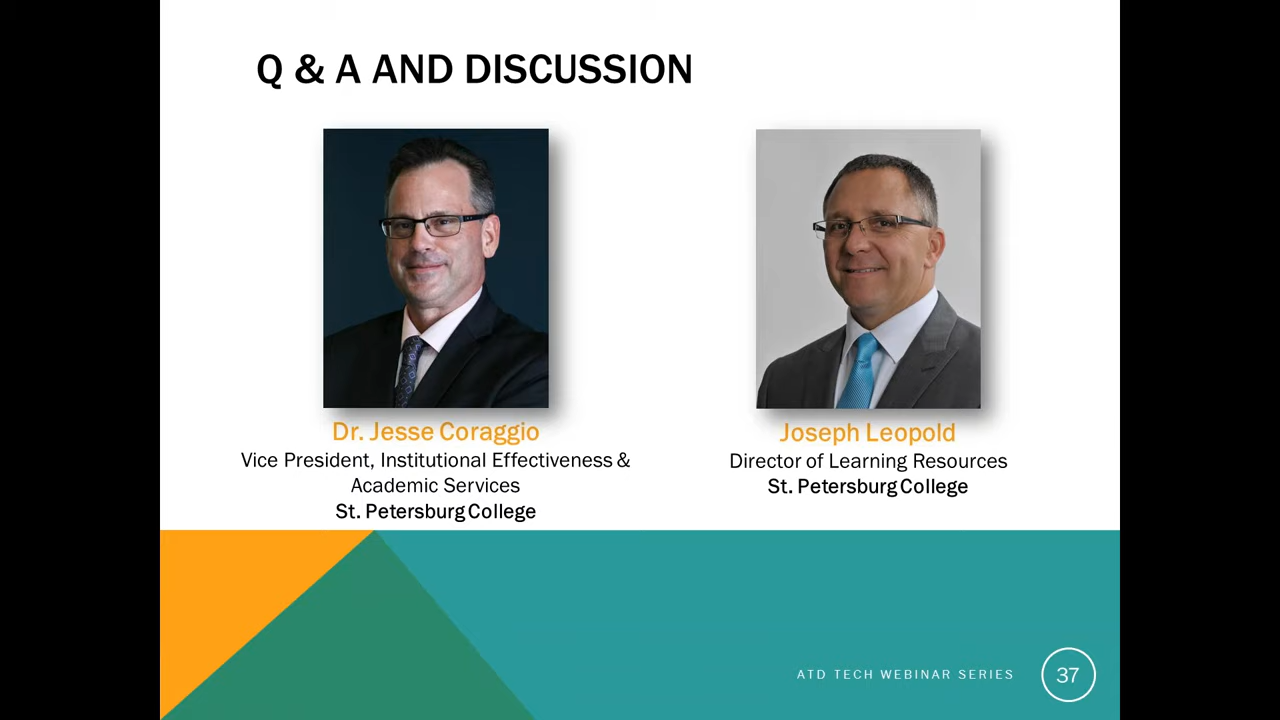 Q & A AND DISCUSSION
Dr. Jesse Coraggio
Vice President, Institutional Effectiveness &
Academic Services
St. Petersburg College
Joseph Leopold
Director of Learning Resources
St. Petersburg College
ATD TECH WEBINAR SERIES
37